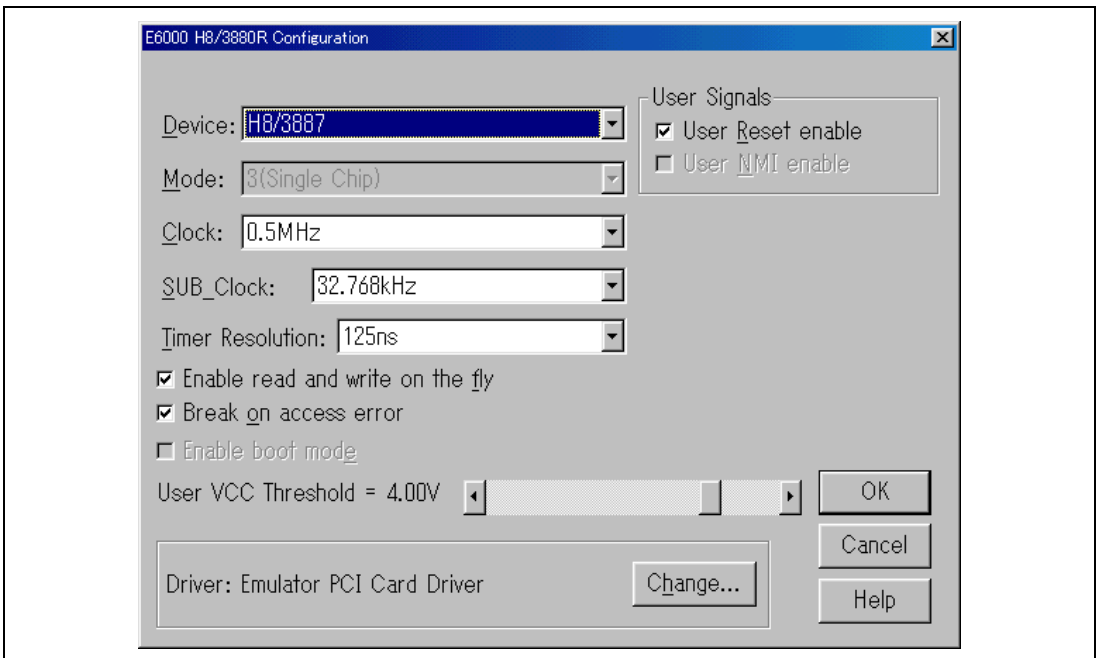 E6000 H8/3880R Configuration
Device: H8/3887
Mode: 3(Single Chip)
Clock: 0.5MHz
SUB_Clock: 32.768kHz
Timer Resolution: 125ns
Enable read and write on the fly
Break on access error
Enable boot mode
User VCC Threshold = 4.00V
User Signals
User Reset enable
User NMI enable
OK
Cancel
Help
Driver: Emulator PCI Card Driver
Change...